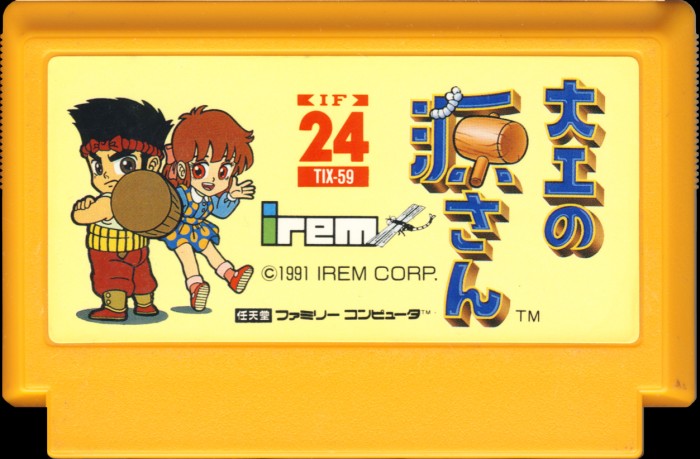 大工の
源さん
TM
IF
24
TIX-59
irem
©1991 IREM CORP.
任天堂 ファミリー コンピュータ™